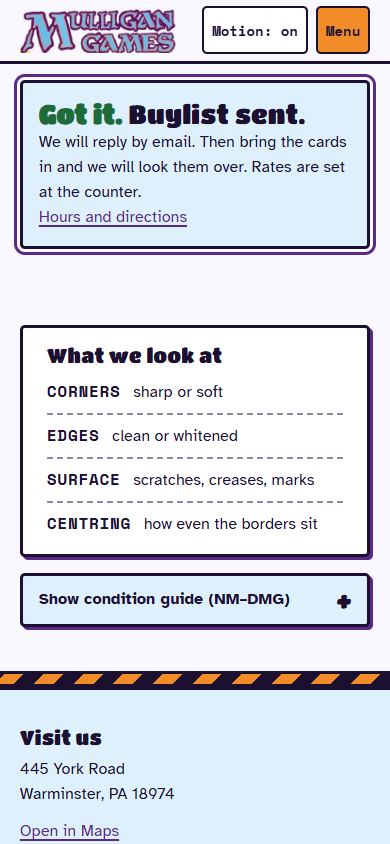 MULLIGAN
GAMES
Motion: on
Menu
Got it. Buylist sent.
We will reply by email. Then bring the cards
in and we will look them over. Rates are set
at the counter.
Hours and directions
What we look at
CORNERS sharp or soft
EDGES clean or whitened
SURFACE scratches, creases, marks
CENTRING how even the borders sit
Show condition guide (NM–DMG)
Visit us
445 York Road
Warminster, PA 18974
Open in Maps